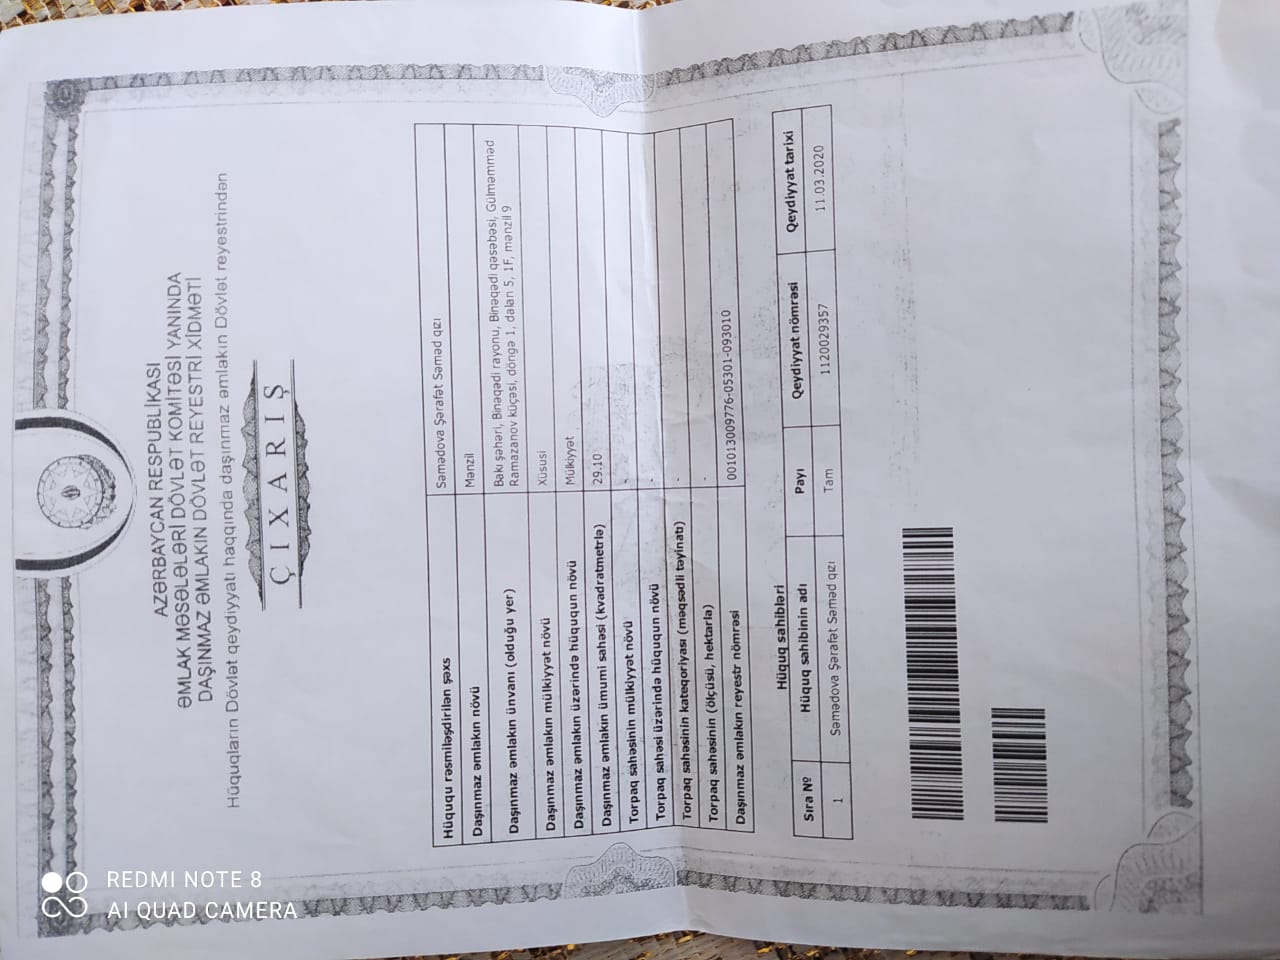 AZƏRBAYCAN RESPUBLİKASI
ƏMLAK MƏSƏLƏLƏRİ DÖVLƏT KOMİTƏSİ YANINDA
DAŞINMAZ ƏMLAKIN DÖVLƏT REYESTRİ XİDMƏTİ
Hüquqların Dövlət qeydiyyatı haqqında daşınmaz əmlakın Dövlət reyestrindən
ÇIXARIŞ
Hüququ rəsmiləşdirilən şəxs Səmədova Şərafət Səməd qızı
Daşınmaz əmlakın növü Mənzil
Daşınmaz əmlakın ünvanı (olduğu yer) Bakı şəhəri, Binəqədi rayonu, Binəqədi qəsəbəsi, Gülməmməd
Ramazanov küçəsi, döngə 1, dalan 5, 1F, mənzil 9
Daşınmaz əmlakın mülkiyyət növü Xüsusi
Daşınmaz əmlakın üzərində hüququn növü Mülkiyyət
Daşınmaz əmlakın ümumi sahəsi (kvadratmetrlə) 29.10
Torpaq sahəsinin mülkiyyət növü -
Torpaq sahəsi üzərində hüququn növü -
Torpaq sahəsinin kateqoriyası (məqsədli təyinatı) -
Torpaq sahəsinin (ölçüsü, hektarla) -
Daşınmaz əmlakın reyestr nömrəsi 001013009776-05301-093010
Hüquq sahibləri
Sıra № Hüquq sahibinin adı Payı Qeydiyyat nömrəsi Qeydiyyat tarixi
1 Səmədova Şərafət Səməd qızı Tam 1120029357 11.03.2020
REDMI NOTE 8
AI QUAD CAMERA